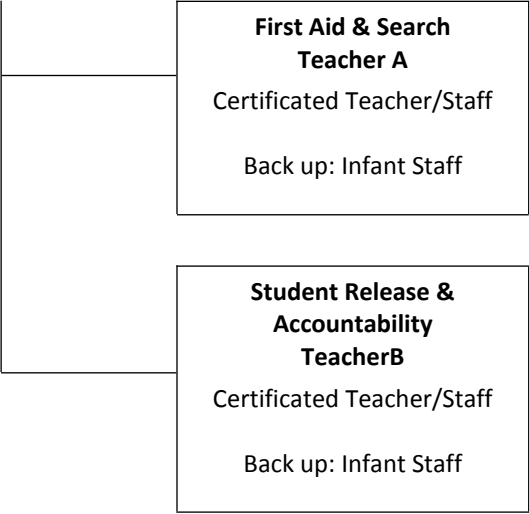 First Aid & Search
Teacher A
Certificated Teacher/Staff
Back up: Infant Staff
Student Release &
Accountability
TeacherB
Certificated Teacher/Staff
Back up: Infant Staff